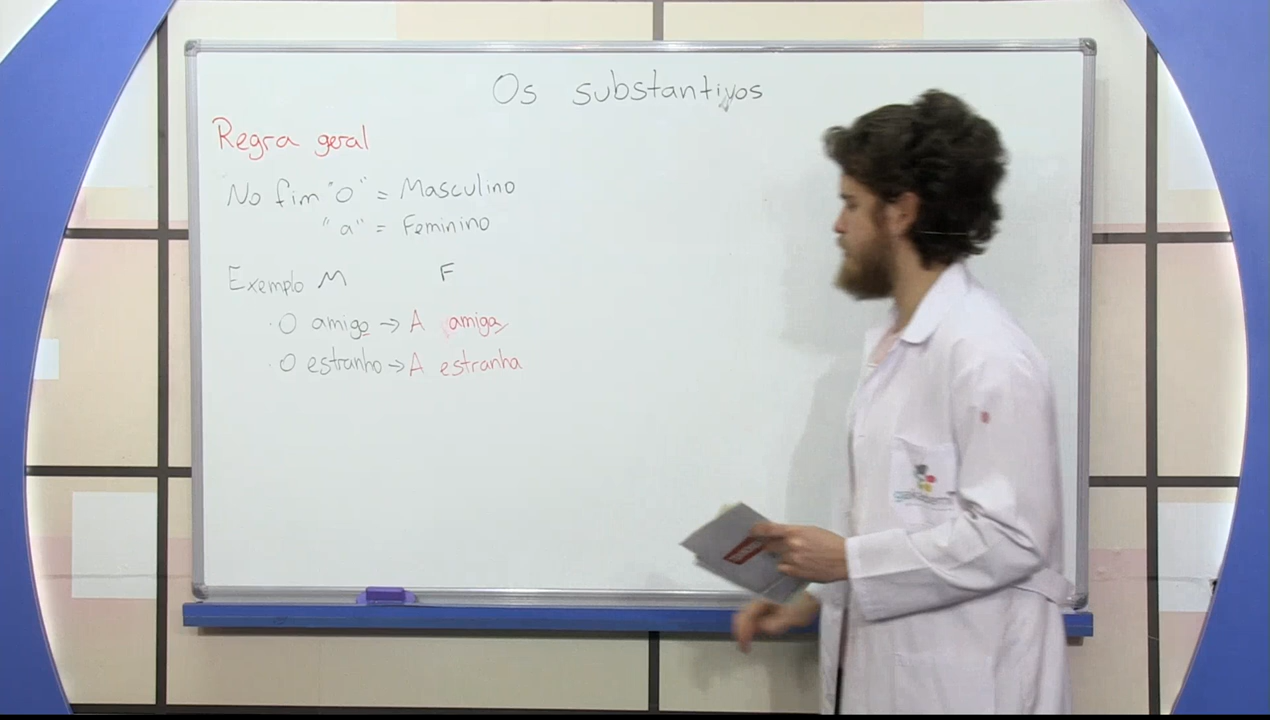 Os substantivos
Regra geral
No fim "o" = Masculino
"a" = Feminino
Exemplo M F
· O amigo → A amiga
· O estranho → A estranha